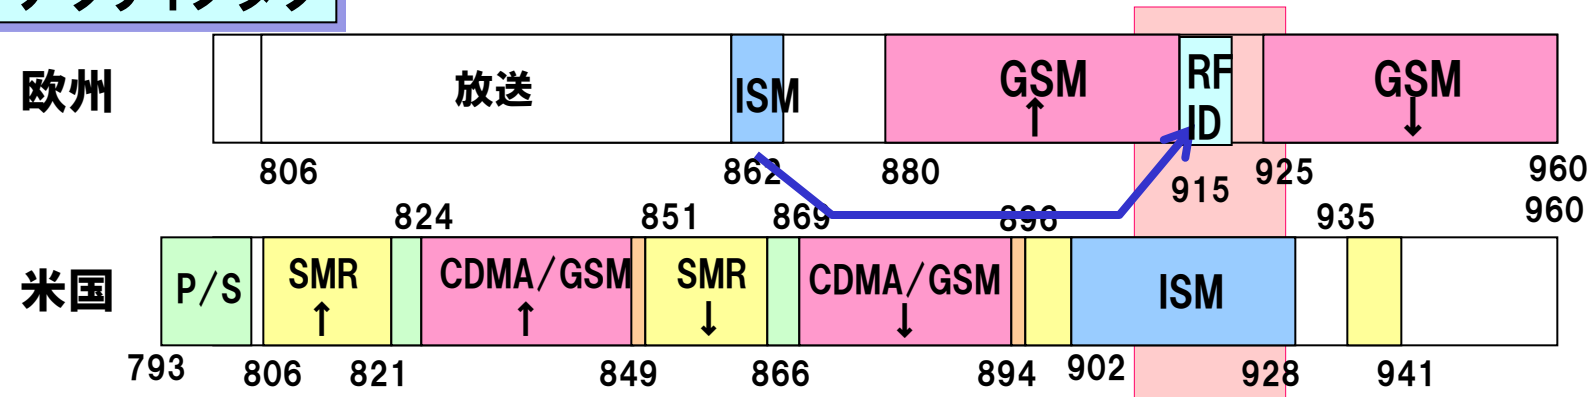 欧州
放送
ISM
GSM
↑
RF
ID
GSM
↓
806
862
880
915
925
960
824
851
869
896
935
960
米国
P/S
SMR
↑
CDMA/GSM
↑
SMR
↓
CDMA/GSM
↓
ISM
793
806
821
849
866
894
902
928
941